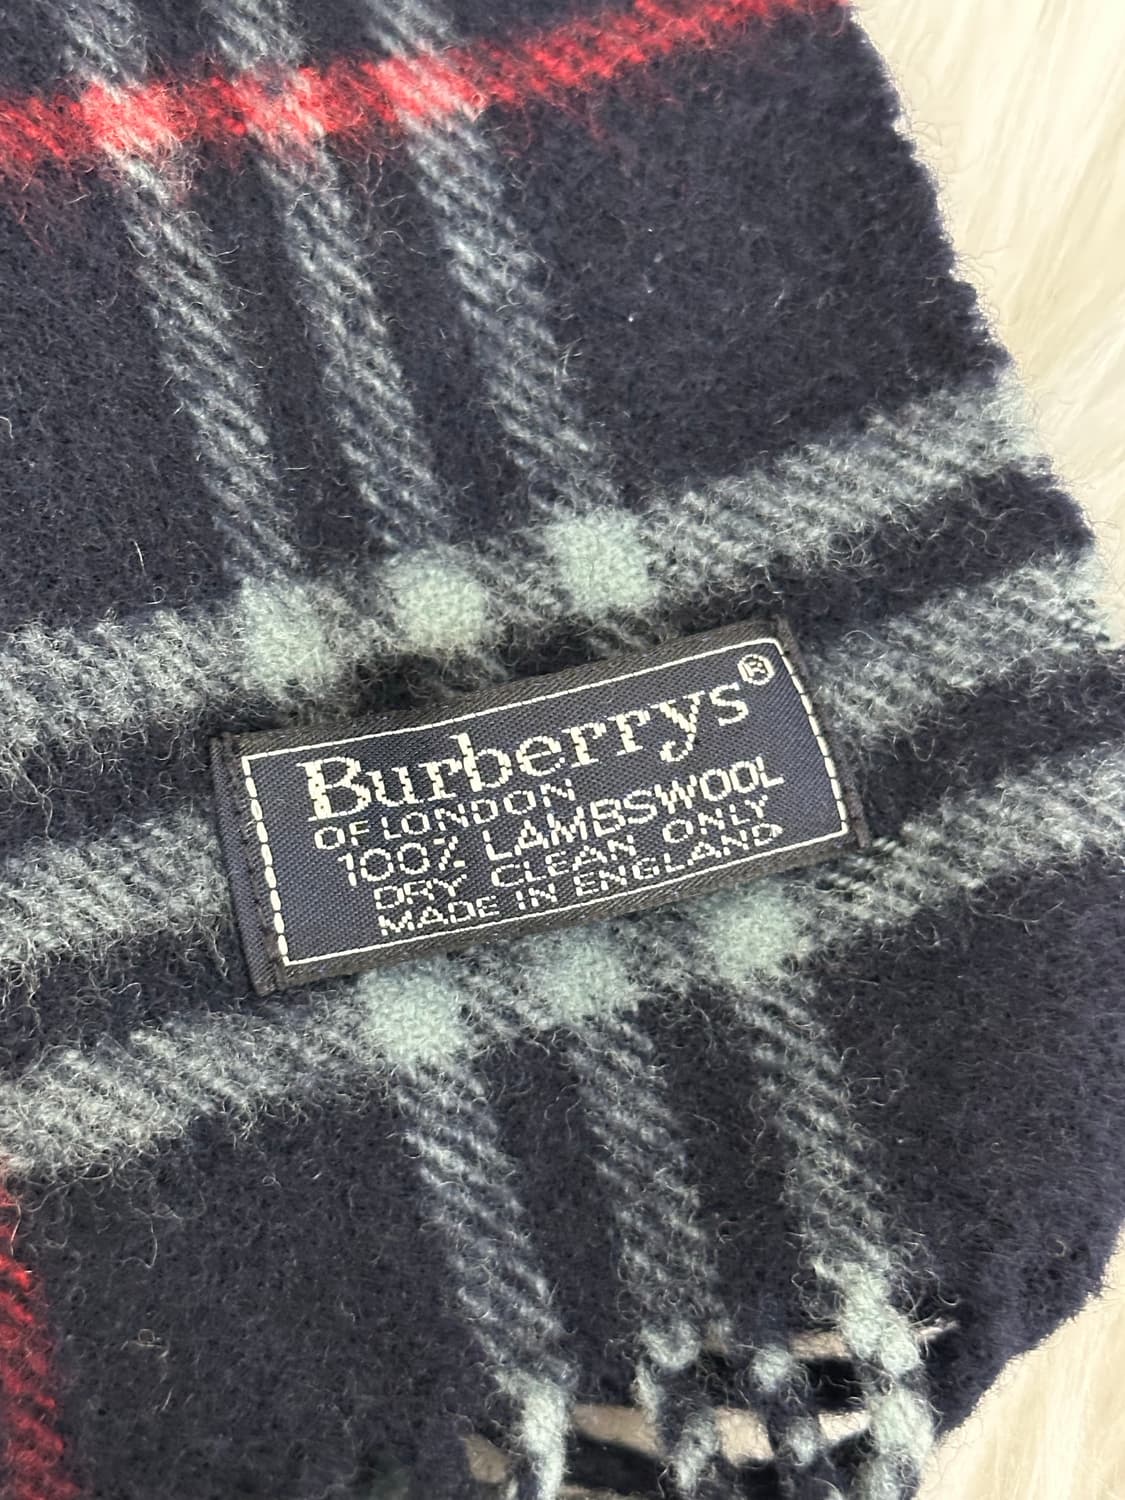 Burberrys®
OF LONDON
100% LAMBSWOOL
DRY CLEAN ONLY
MADE IN ENGLAND